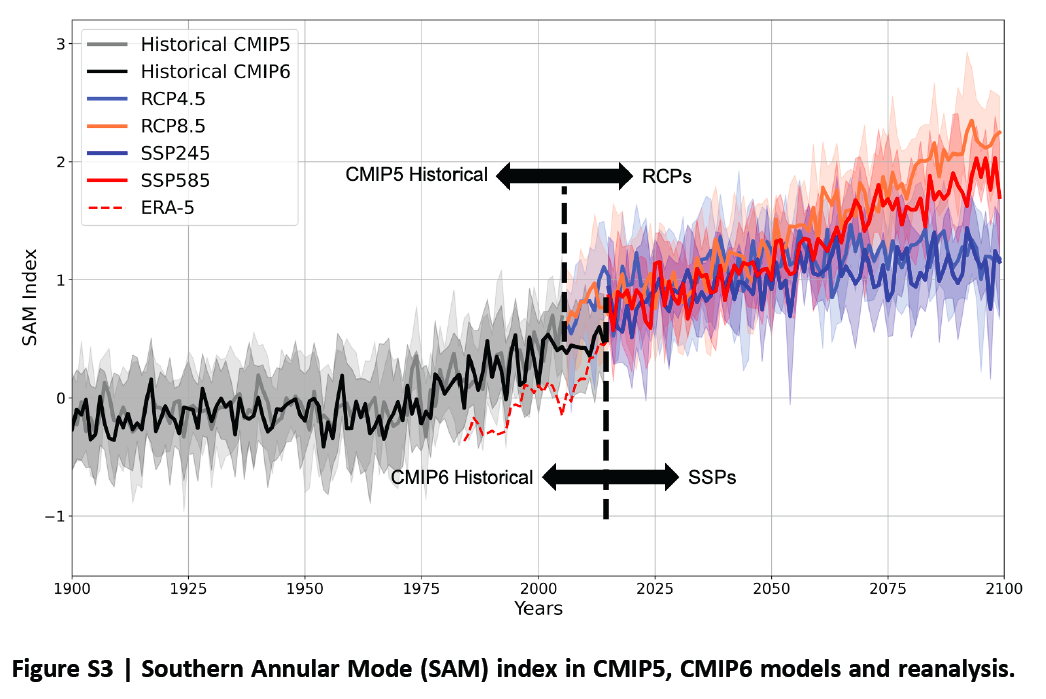 Historical CMIP5
Historical CMIP6
RCP4.5
RCP8.5
SSP245
SSP585
ERA-5
CMIP5 Historical
RCPs
CMIP6 Historical
SSPs
3
2
1
0
−1
SAM Index
1900
1925
1950
1975
2000
2025
2050
2075
2100
Years
Figure S3 | Southern Annular Mode (SAM) index in CMIP5, CMIP6 models and reanalysis.